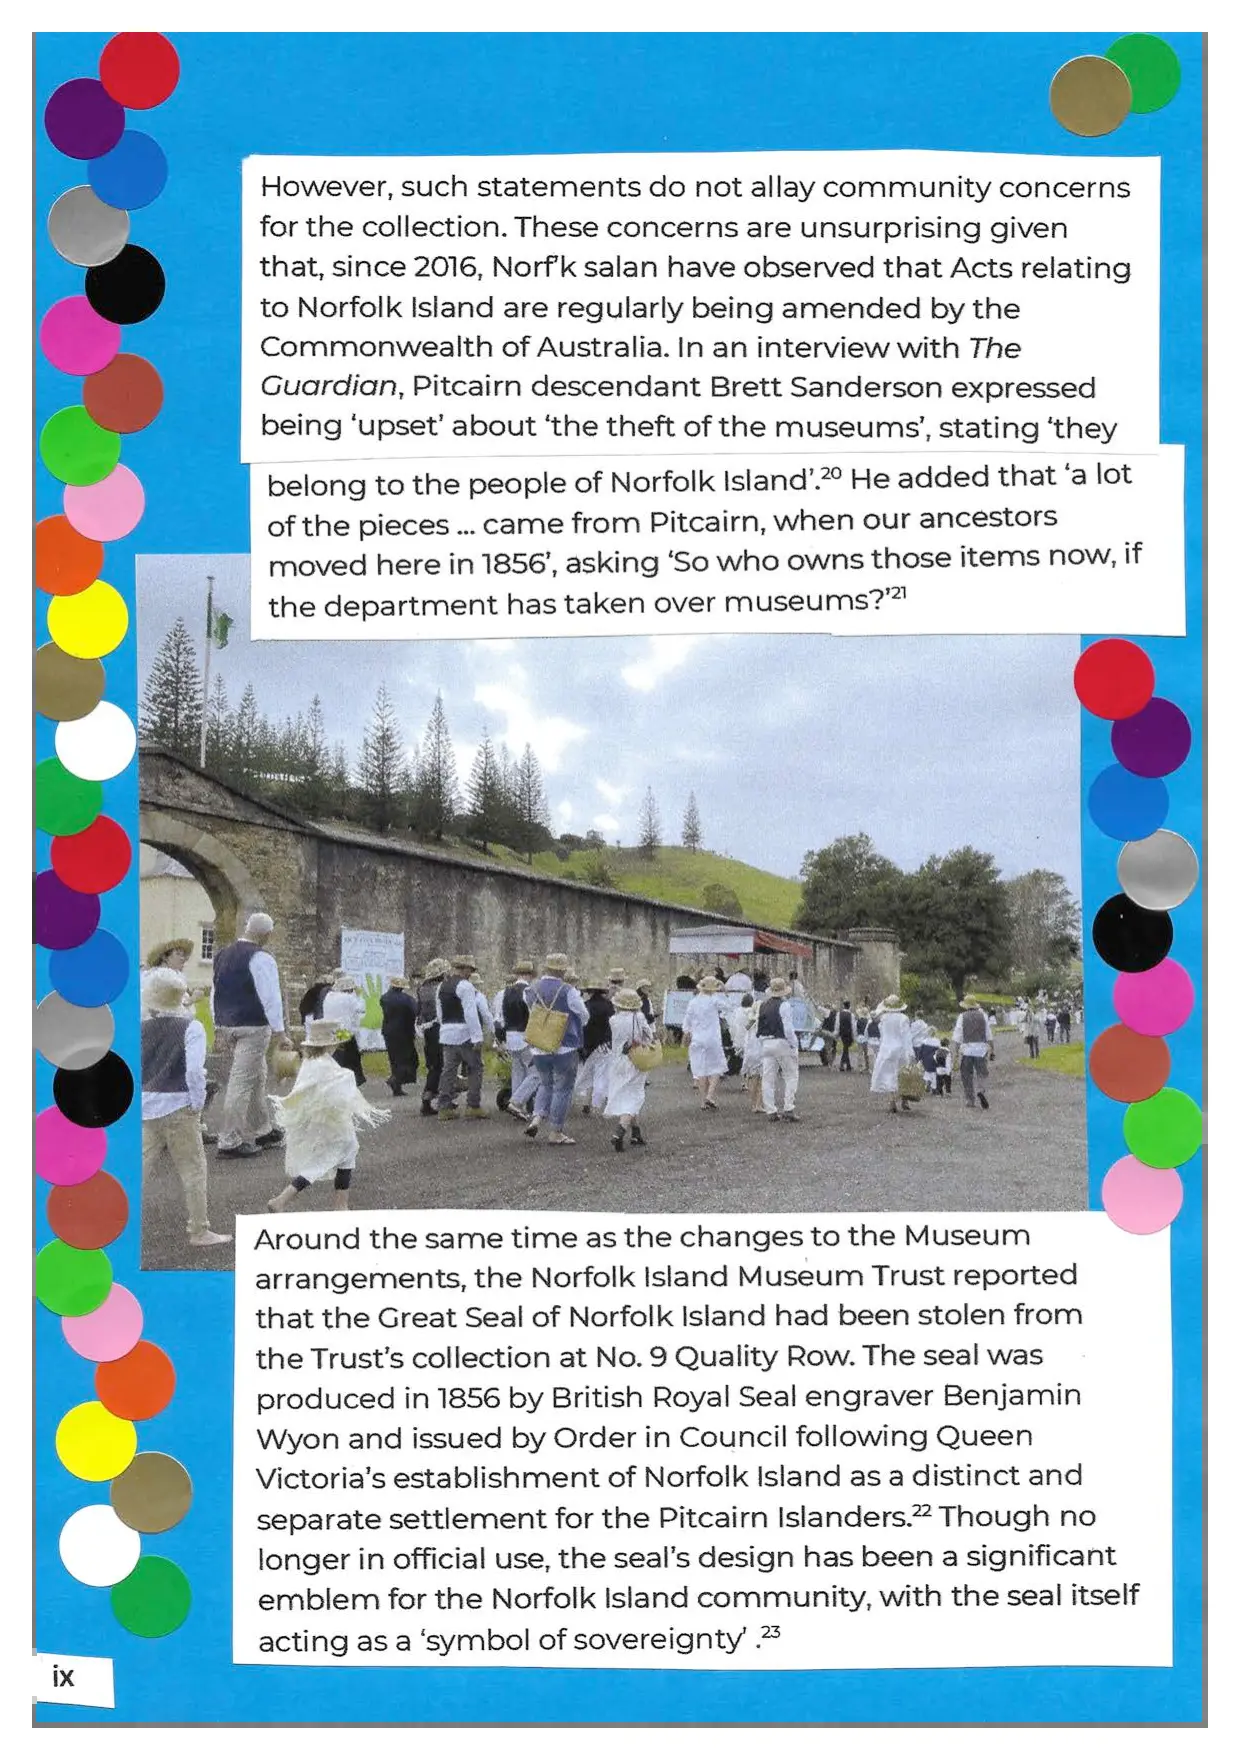 However, such statements do not allay community concerns
for the collection. These concerns are unsurprising given
that, since 2016, Norf'k salan have observed that Acts relating
to Norfolk Island are regularly being amended by the
Commonwealth of Australia. In an interview with The
Guardian, Pitcairn descendant Brett Sanderson expressed
being ‘upset’ about ‘the theft of the museums’, stating ‘they
belong to the people of Norfolk Island’.20 He added that ‘a lot
of the pieces ... came from Pitcairn, when our ancestors
moved here in 1856’, asking ‘So who owns those items now, if
the department has taken over museums?’21
Around the same time as the changes to the Museum
arrangements, the Norfolk Island Museum Trust reported
that the Great Seal of Norfolk Island had been stolen from
the Trust’s collection at No. 9 Quality Row. The seal was
produced in 1856 by British Royal Seal engraver Benjamin
Wyon and issued by Order in Council following Queen
Victoria’s establishment of Norfolk Island as a distinct and
separate settlement for the Pitcairn Islanders.22 Though no
longer in official use, the seal’s design has been a significant
emblem for the Norfolk Island community, with the seal itself
acting as a ‘symbol of sovereignty’ .23
ix